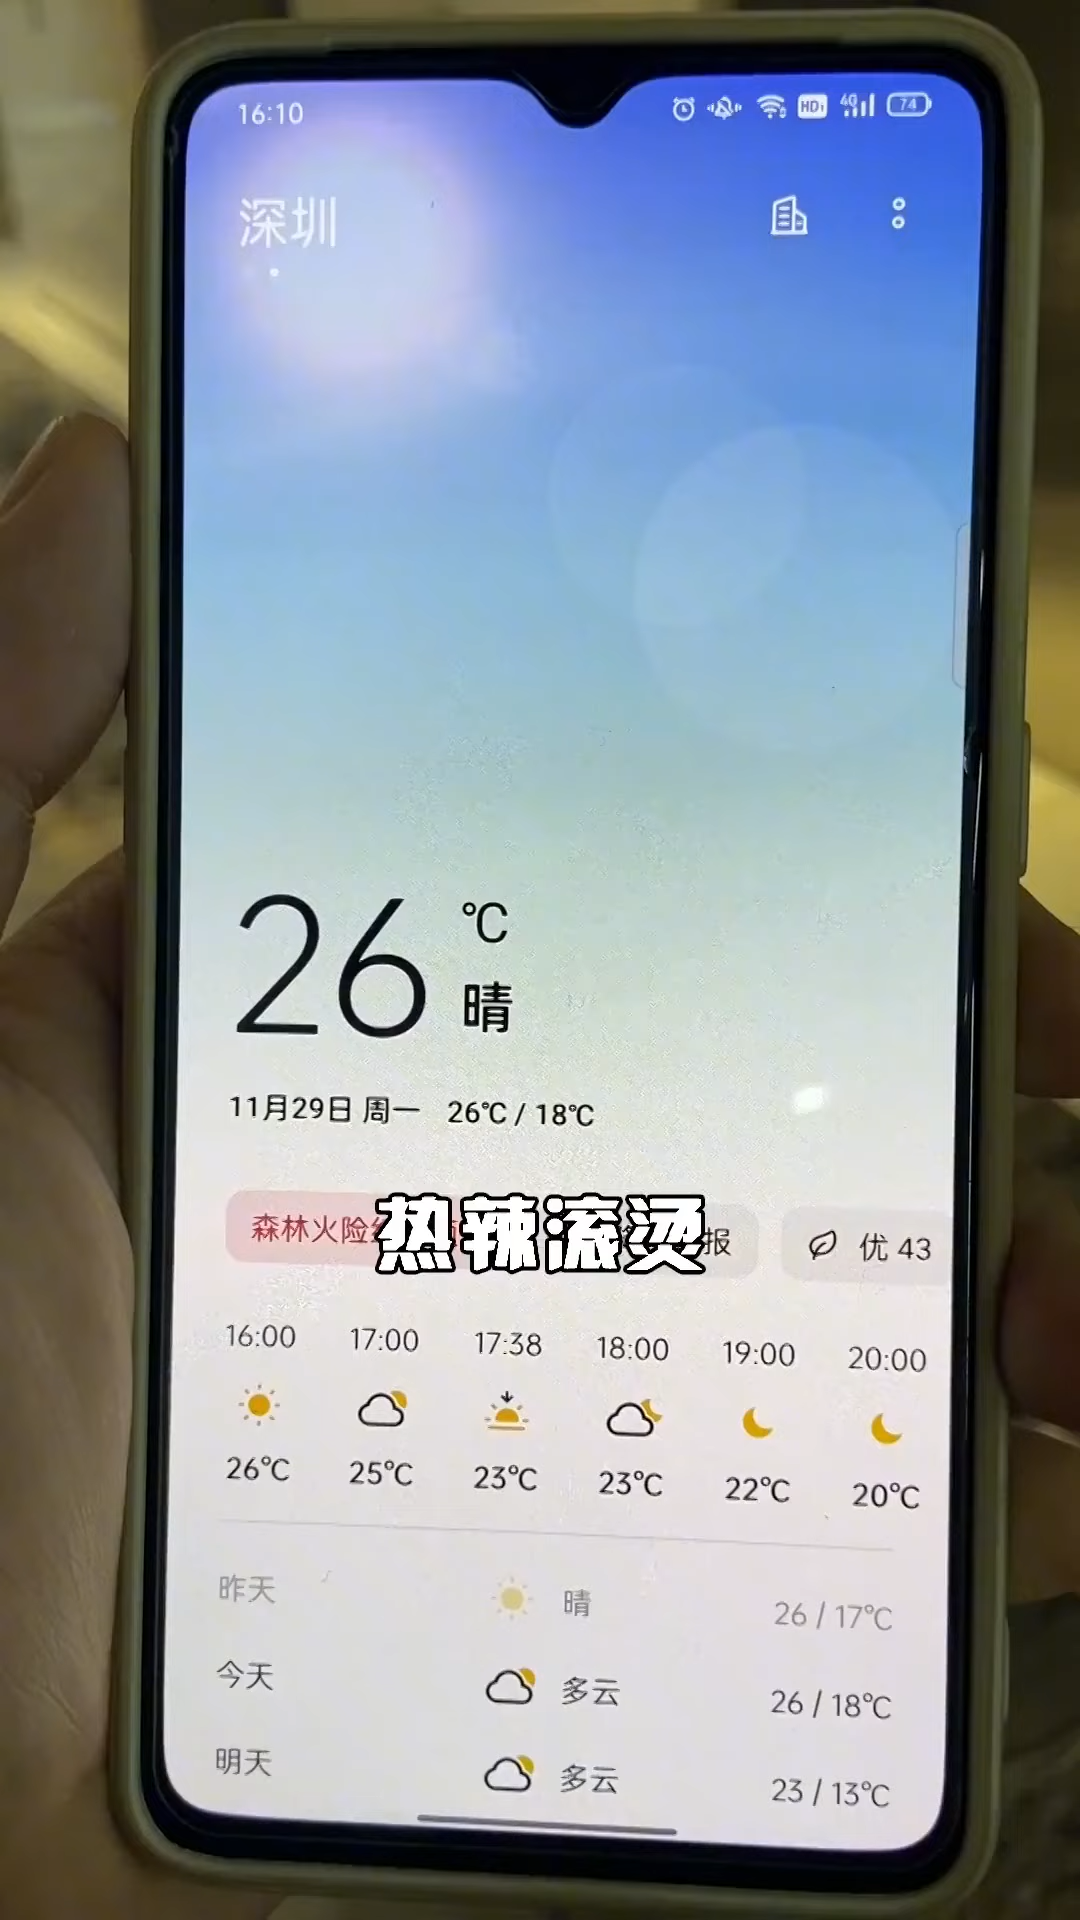 16:10
HD 4G 74
深圳
26 °C
晴
11月29日 周一 26°C / 18°C
森林火险
热辣滚烫
报
优 43
16:00 17:00 17:38 18:00 19:00 20:00
26°C 25°C 23°C 23°C 22°C 20°C
昨天 晴 26 / 17°C
今天 多云 26 / 18°C
明天 多云 23 / 13°C